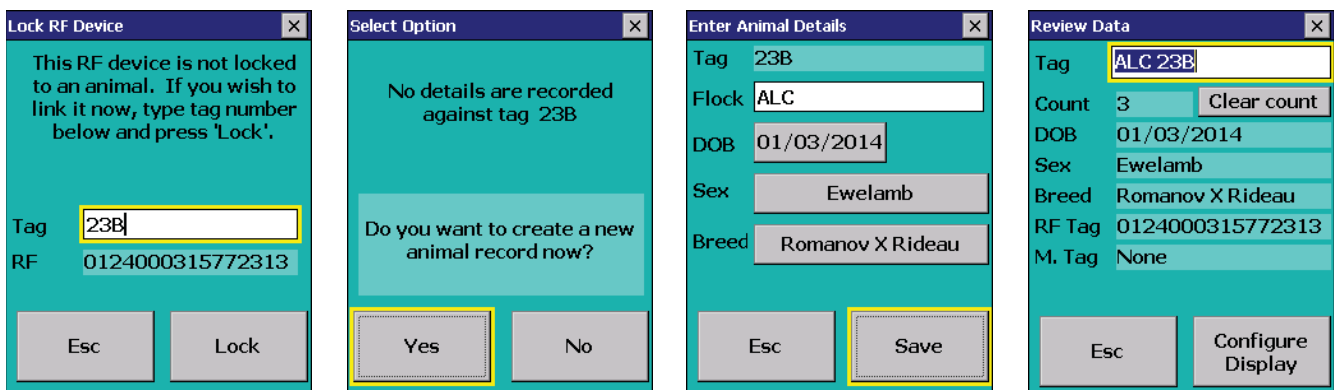 Lock RF Device
This RF device is not locked
to an animal. If you wish to
link it now, type tag number
below and press 'Lock'.
Tag 23B
RF 0124000315772313
Esc Lock
Select Option
No details are recorded
against tag 23B
Do you want to create a new
animal record now?
Yes No
Enter Animal Details
Tag 23B
Flock ALC
DOB 01/03/2014
Sex Ewelamb
Breed Romanov X Rideau
Esc Save
Review Data
Tag ALC 23B
Count 3 Clear count
DOB 01/03/2014
Sex Ewelamb
Breed Romanov X Rideau
RF Tag 0124000315772313
M. Tag None
Esc Configure
Display